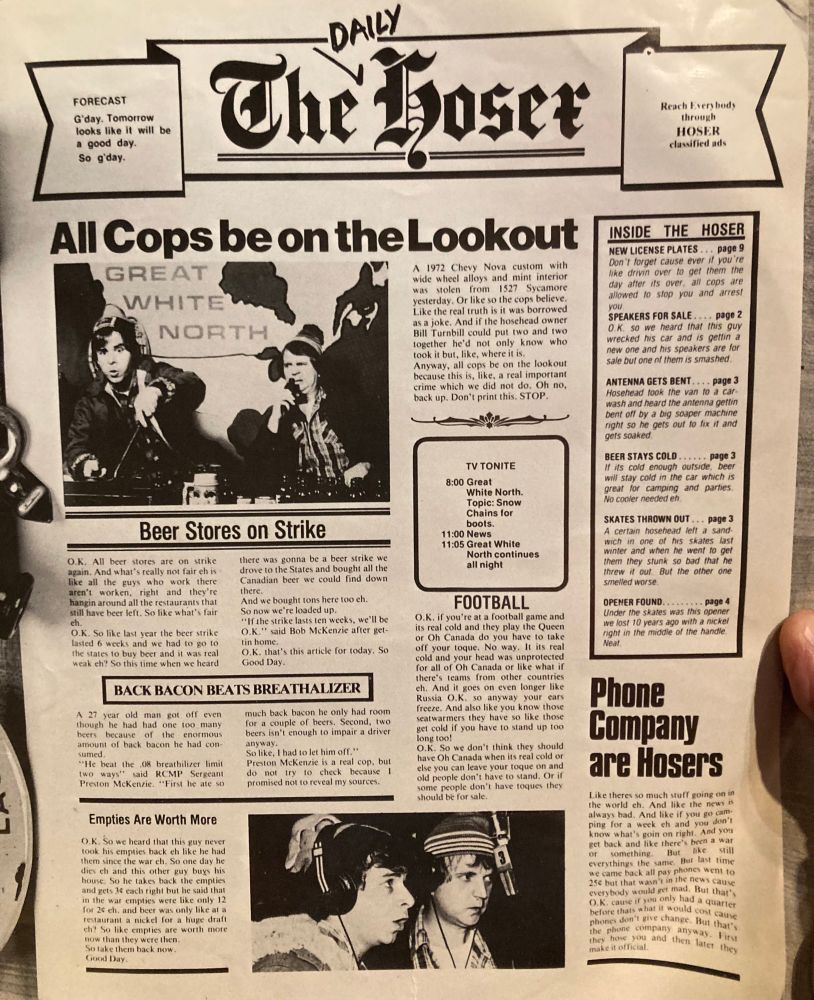 DAILY
The Hoser
FORECAST
G'day. Tomorrow
looks like it will be
a good day.
So g'day.
Reach Everybody
through
HOSER
classified ads
All Cops be on the Lookout
GREAT
WHITE
NORTH
A 1972 Chevy Nova custom with
wide wheel alloys and mint interior
was stolen from 1527 Sycamore
yesterday. Or like so the cops believe.
Like the real truth is it was borrowed
as a joke. And if the hosehead owner
Bill Turnbill could put two and two
together he'd not only know who
took it but, like, where it is.
Anyway, all cops be on the lookout
because this is, like, a real important
crime which we did not do. Oh no,
back up. Don't print this. STOP.
TV TONITE
8:00 Great
White North.
Topic: Snow
Chains for
boots.
11:00 News
11:05 Great White
North continues
all night
Beer Stores on Strike
O.K. All beer stores are on strike
again. And what's really not fair eh is
like all the guys who work there
aren't worken, right and they're
hangin around all the restaurants that
still have beer left. So like what's fair
eh.
O.K. So like last year the beer strike
lasted 6 weeks and we had to go to
the states to buy beer and it was real
weak eh? So this time when we heard
there was gonna be a beer strike we
drove to the States and bought all the
Canadian beer we could find down
there.
And we bought tons here too eh.
So now we're loaded up.
"If the strike lasts ten weeks, we'll be
O.K." said Bob McKenzie after get-
tin home.
O.K. that's this article for today. So
Good Day.
BACK BACON BEATS BREATHALIZER
A 27 year old man got off even
though he had had one too many
beers because of the enormous
amount of back bacon he had con-
sumed.
"He beat the .08 breathilizer limit
two ways" said RCMP Sergeant
Preston McKenzie. "First he ate so
much back bacon he only had room
for a couple of beers. Second, two
beers isn't enough to impair a driver
anyway.
So like, I had to let him off."
Preston McKenzie is a real cop, but
do not try to check because I
promised not to reveal my sources.
Empties Are Worth More
O.K. So we heard that this guy never
took his empties back eh like he had
them since the war eh. So one day he
dies eh and this other guy buys his
house. So he takes back the empties
and gets 3¢ each right but he said that
in the war empties were like only 12
for 2¢ eh. and beer was only like at a
restaurant a nickel for a huge draft
eh? So like empties are worth more
now than they were then.
So take them back now.
Good Day.
FOOTBALL
O.K. if you're at a football game and
its real cold and they play the Queen
or Oh Canada do you have to take
off your toque. No way. It is real
cold and your head was unprotected
for all of Oh Canada or like what if
there's teams from other countries
eh. And it goes on even longer like
Russia O.K. so anyway your ears
freeze. And also like you know those
seatwarmers they have so like those
get cold if you have to stand up too
long too!
O.K. So we don't think they should
have Oh Canada when its real cold or
else you can leave your toque on and
old people don't have to stand. Or if
some people don't have toques they
should be for sale.
3
INSIDE THE HOSER
NEW LICENSE PLATES . . . page 9
Don't forget cause ever if you're
like drivin over to get them the
day after its over, all cops are
allowed to stop you and arrest
you
SPEAKERS FOR SALE . . . . page 2
O.K. so we heard that this guy
wrecked his car and is gettin a
new one and his speakers are for
sale but one of them is smashed.
ANTENNA GETS BENT. . . . page 3
Hosehead took the van to a car-
wash and heard the antenna gettin
bent off by a big soaper machine
right so he gets out to fix it and
gets soaked.
BEER STAYS COLD . . . . . . page 3
If its cold enough outside, beer
will stay cold in the car which is
great for camping and parties.
No cooler needed eh.
SKATES THROWN OUT . . . page 3
A certain hosehead left a sand-
wich in one of his skates last
winter and when he went to get
them they stunk so bad that he
threw it out. But the other one
smelled worse.
OPENER FOUND. . . . . . . . . page 4
Under the skates was this opener
we lost 10 years ago with a nickel
right in the middle of the handle.
Neat.
Phone
Company
are Hosers
Like theres so much stuff going on in
the world eh. And like the news is
always bad. And like if you go cam-
ping for a week eh and you don't
know what's goin on right. And you
get back and like there's been a war
or something. But like still
everythings the same. But last time
we came back all pay phones went to
25¢ but that wasn't in the news cause
everybody would get mad. But that's
O.K. cause if you only had a quarter
before thats what it would cost cause
phones don't give change. But that's
the phone company anyway. First
they hose you and then later they
make it official.